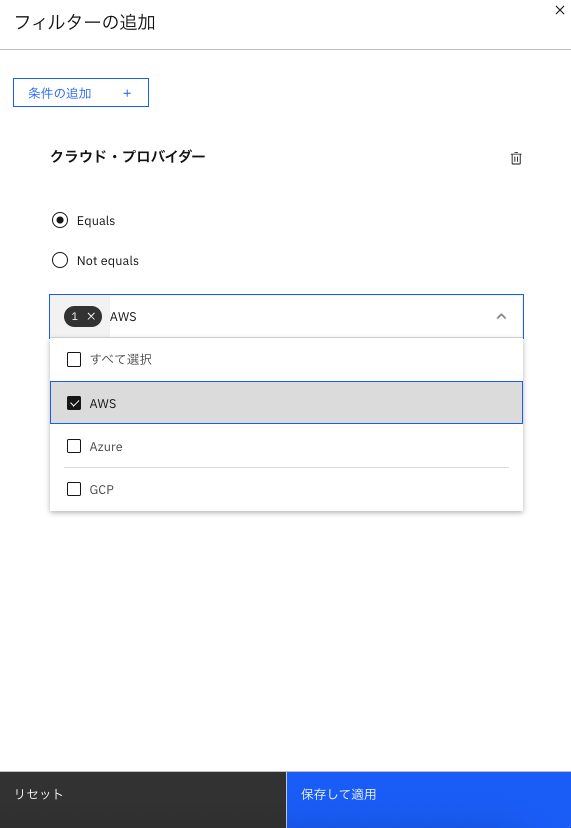 フィルターの追加
条件の追加 +
クラウド・プロバイダー
Equals
Not equals
1 × AWS
すべて選択
AWS
Azure
GCP
リセット
保存して適用